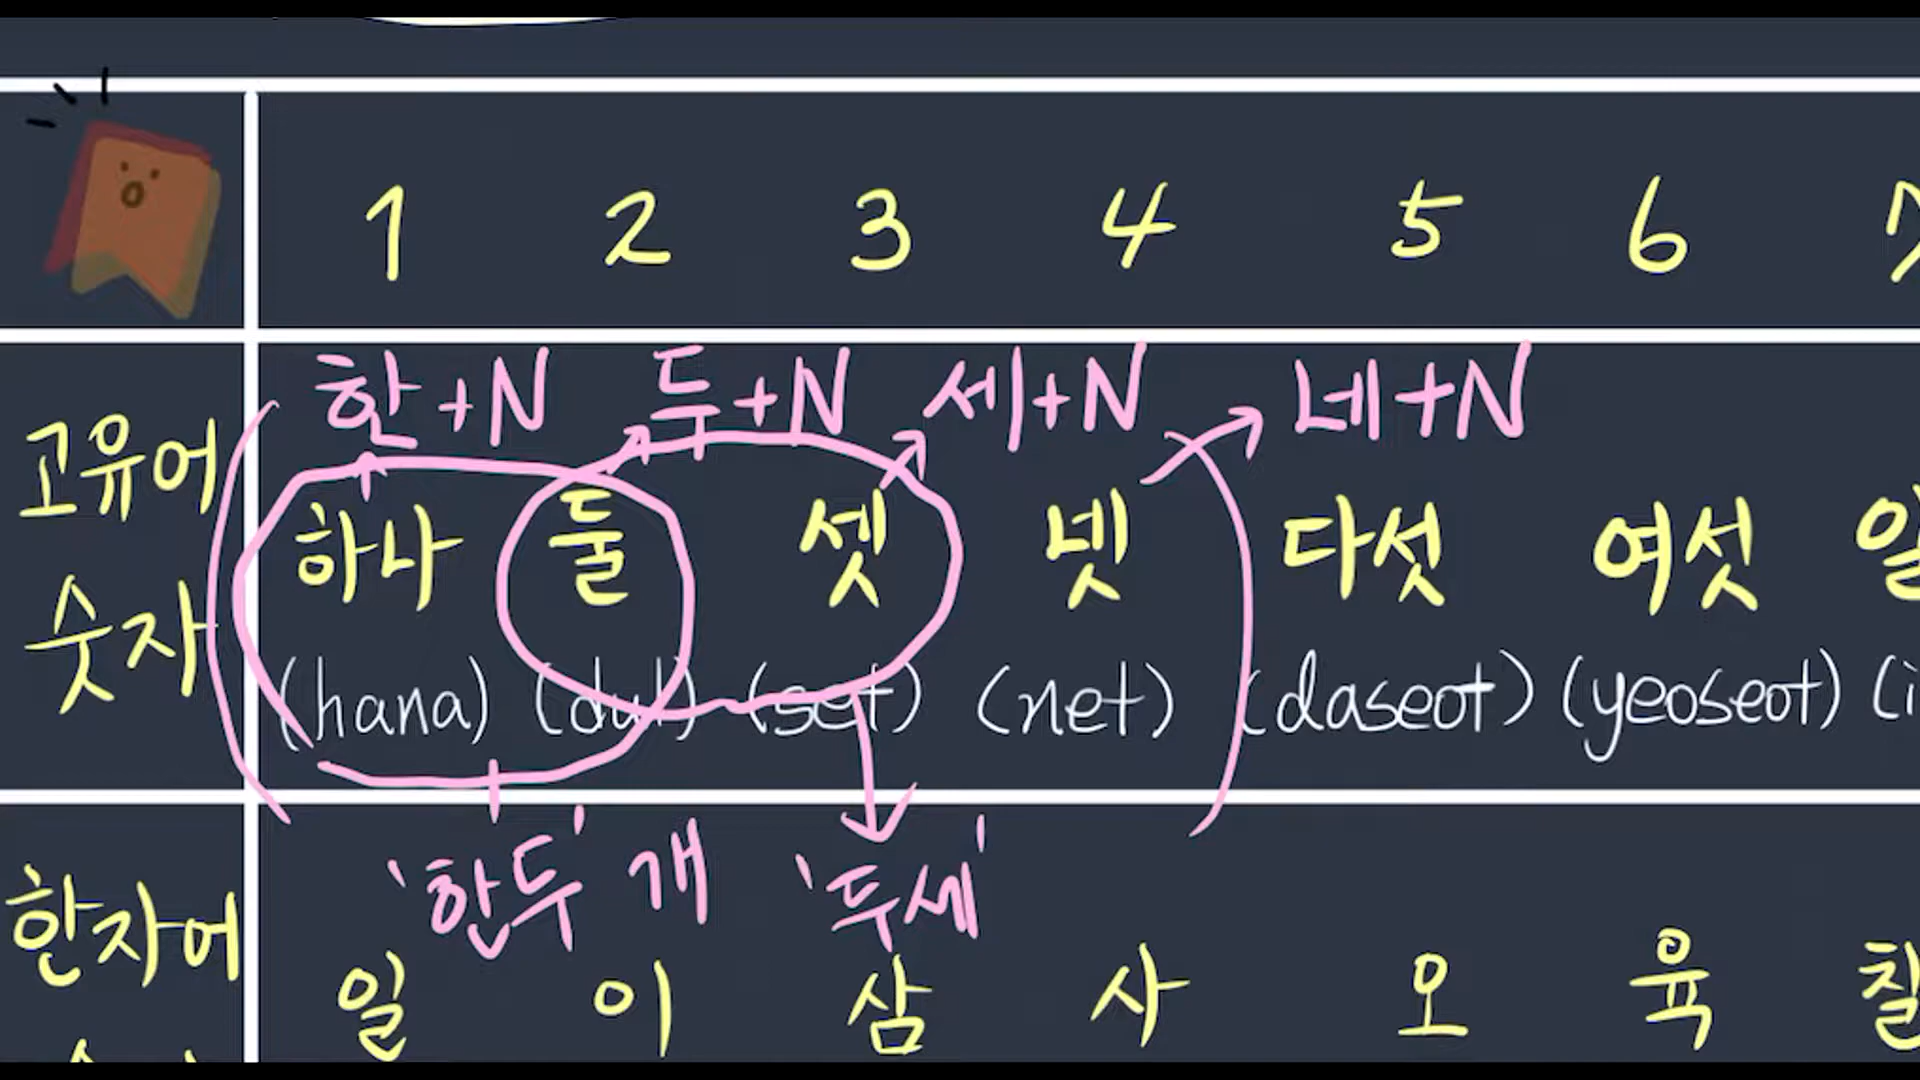 1 2 3 4 5 6
한+N 두+N 세+N 네+N
고유어 숫자
하나 둘 셋 넷 다섯 여섯
(hana) (dul) (set) (net) (daseot) (yeoseot) (i
'한두' 개 '두세'
한자어
일 이 삼 사 오 육 칠